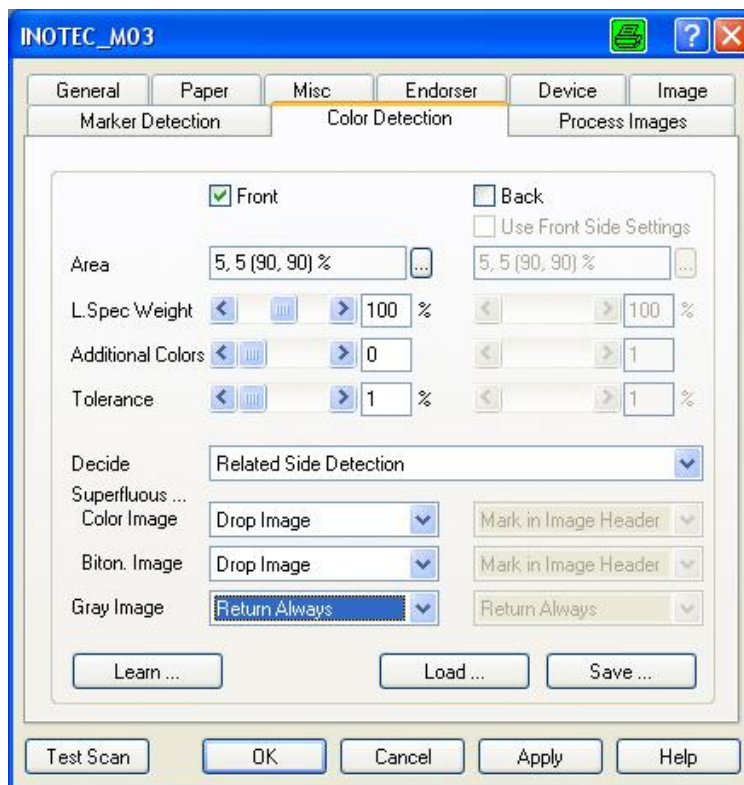 INOTEC_M03
General Paper Misc Endorser Device Image
Marker Detection Color Detection Process Images
Front Back
Use Front Side Settings
Area 5, 5 (90, 90) % ... 5, 5 (90, 90) % ...
L.Spec Weight 100 % 100 %
Additional Colors 0 1
Tolerance 1 % 1 %
Decide Related Side Detection
Superfluous ...
Color Image Drop Image Mark in Image Header
Biton. Image Drop Image Mark in Image Header
Gray Image Return Always Return Always
Learn ... Load ... Save ...
Test Scan OK Cancel Apply Help